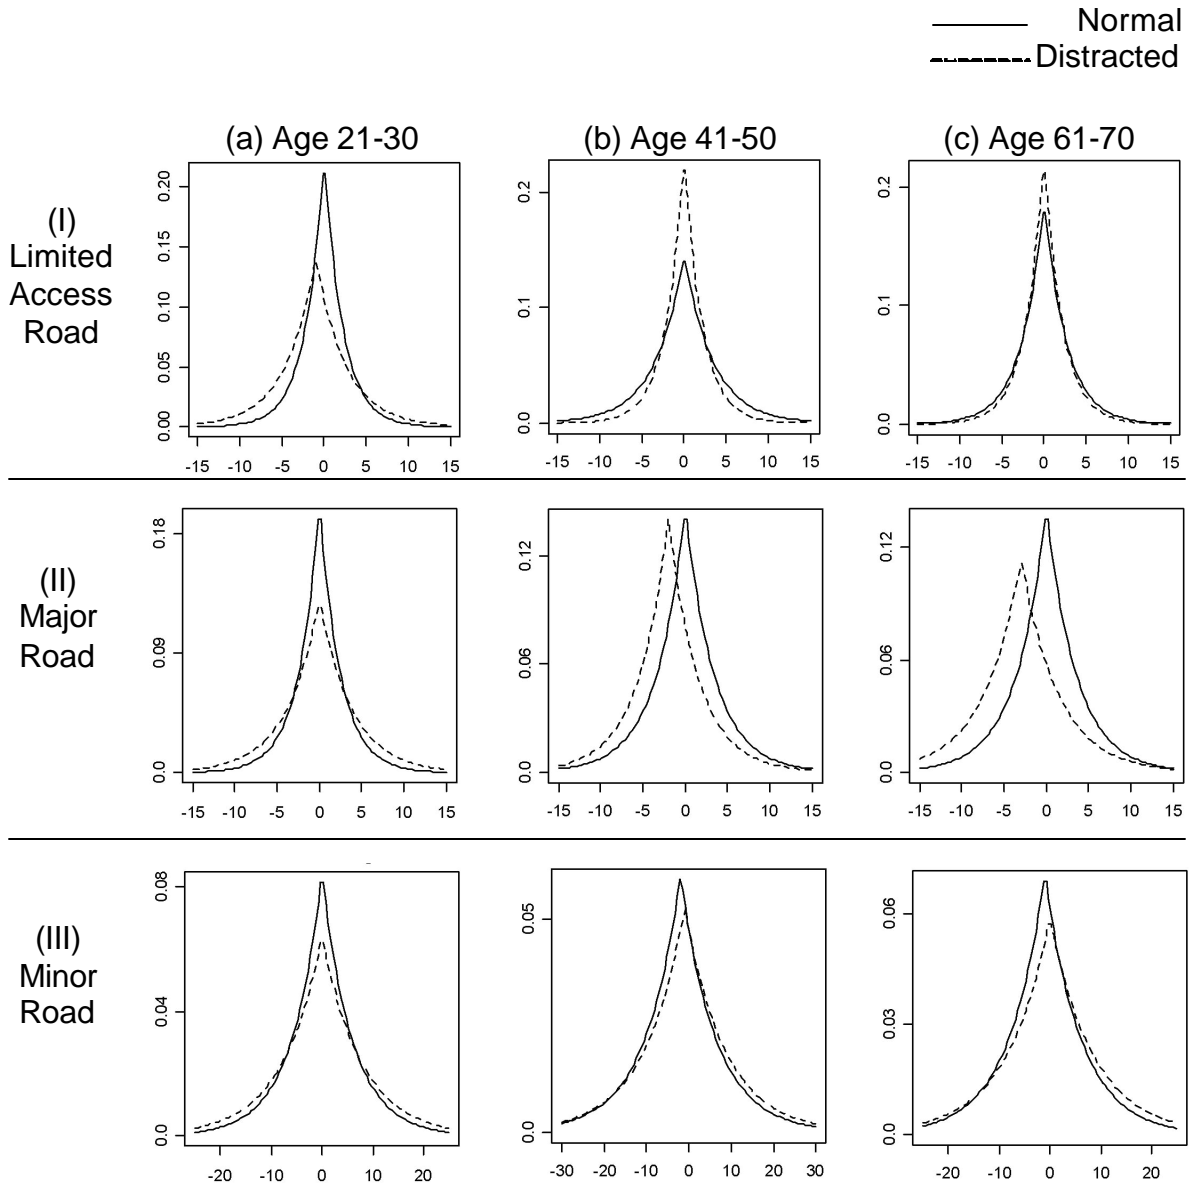 Normal
Distracted
(a) Age 21-30
(b) Age 41-50
(c) Age 61-70
(I)
Limited
Access
Road
0.20
0.15
0.10
0.05
0.00
-15 -10 -5 0 5 10 15
0.2
0.1
0.0
-15 -10 -5 0 5 10 15
0.2
0.1
0.0
-15 -10 -5 0 5 10 15
(II)
Major
Road
0.18
0.09
0.0
-15 -10 -5 0 5 10 15
0.12
0.06
0.0
-15 -10 -5 0 5 10 15
0.12
0.06
0.0
-15 -10 -5 0 5 10 15
(III)
Minor
Road
0.08
0.04
0.0
-20 -10 0 10 20
0.05
0.0
-30 -20 -10 0 10 20 30
0.06
0.03
0.0
-20 -10 0 10 20